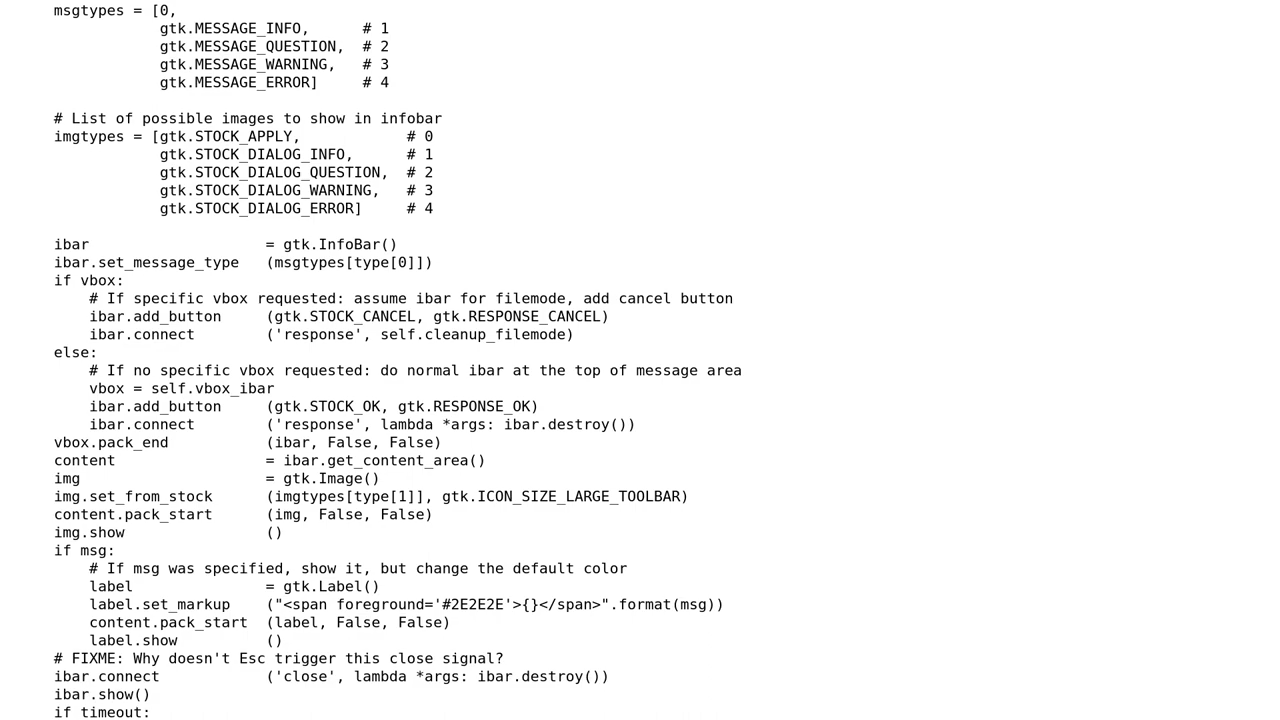 msgtypes = [0,
            gtk.MESSAGE_INFO,      # 1
            gtk.MESSAGE_QUESTION,  # 2
            gtk.MESSAGE_WARNING,   # 3
            gtk.MESSAGE_ERROR]     # 4

# List of possible images to show in infobar
imgtypes = [gtk.STOCK_APPLY,            # 0
            gtk.STOCK_DIALOG_INFO,      # 1
            gtk.STOCK_DIALOG_QUESTION,  # 2
            gtk.STOCK_DIALOG_WARNING,   # 3
            gtk.STOCK_DIALOG_ERROR]     # 4

ibar                    = gtk.InfoBar()
ibar.set_message_type   (msgtypes[type[0]])
if vbox:
    # If specific vbox requested: assume ibar for filemode, add cancel button
    ibar.add_button     (gtk.STOCK_CANCEL, gtk.RESPONSE_CANCEL)
    ibar.connect        ('response', self.cleanup_filemode)
else:
    # If no specific vbox requested: do normal ibar at the top of message area
    vbox = self.vbox_ibar
    ibar.add_button     (gtk.STOCK_OK, gtk.RESPONSE_OK)
    ibar.connect        ('response', lambda *args: ibar.destroy())
vbox.pack_end           (ibar, False, False)
content                 = ibar.get_content_area()
img                     = gtk.Image()
img.set_from_stock      (imgtypes[type[1]], gtk.ICON_SIZE_LARGE_TOOLBAR)
content.pack_start      (img, False, False)
img.show                ()
if msg:
    # If msg was specified, show it, but change the default color
    label               = gtk.Label()
    label.set_markup    ("<span foreground='#2E2E2E'>{}</span>".format(msg))
    content.pack_start  (label, False, False)
    label.show          ()
# FIXME: Why doesn't Esc trigger this close signal?
ibar.connect            ('close', lambda *args: ibar.destroy())
ibar.show()
if timeout: